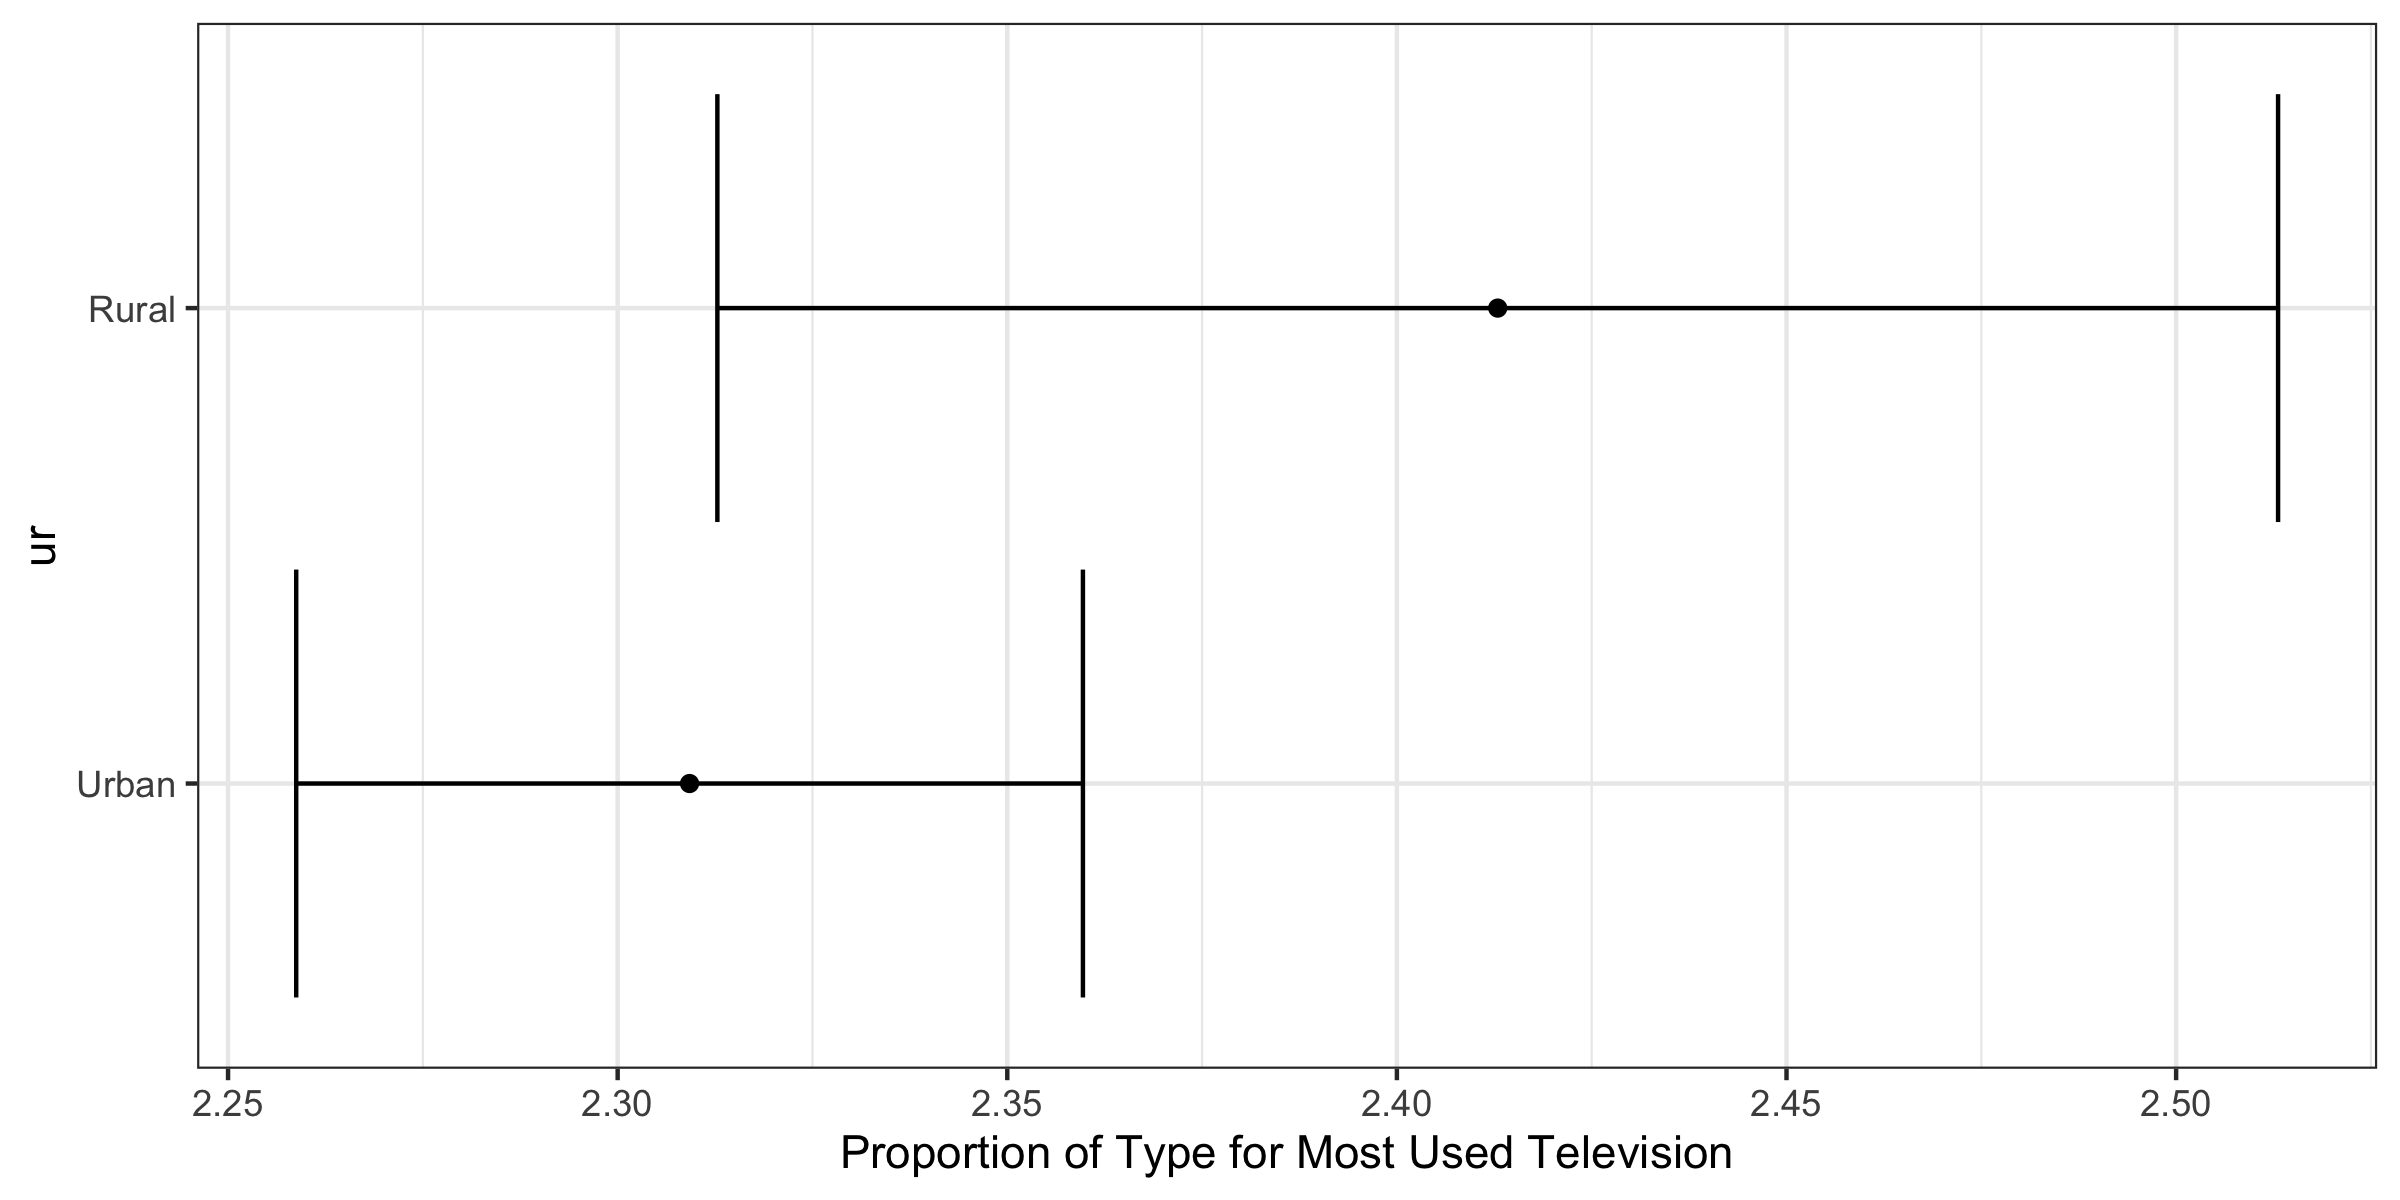 Rural
ur
Urban
2.25 2.30 2.35 2.40 2.45 2.50
Proportion of Type for Most Used Television